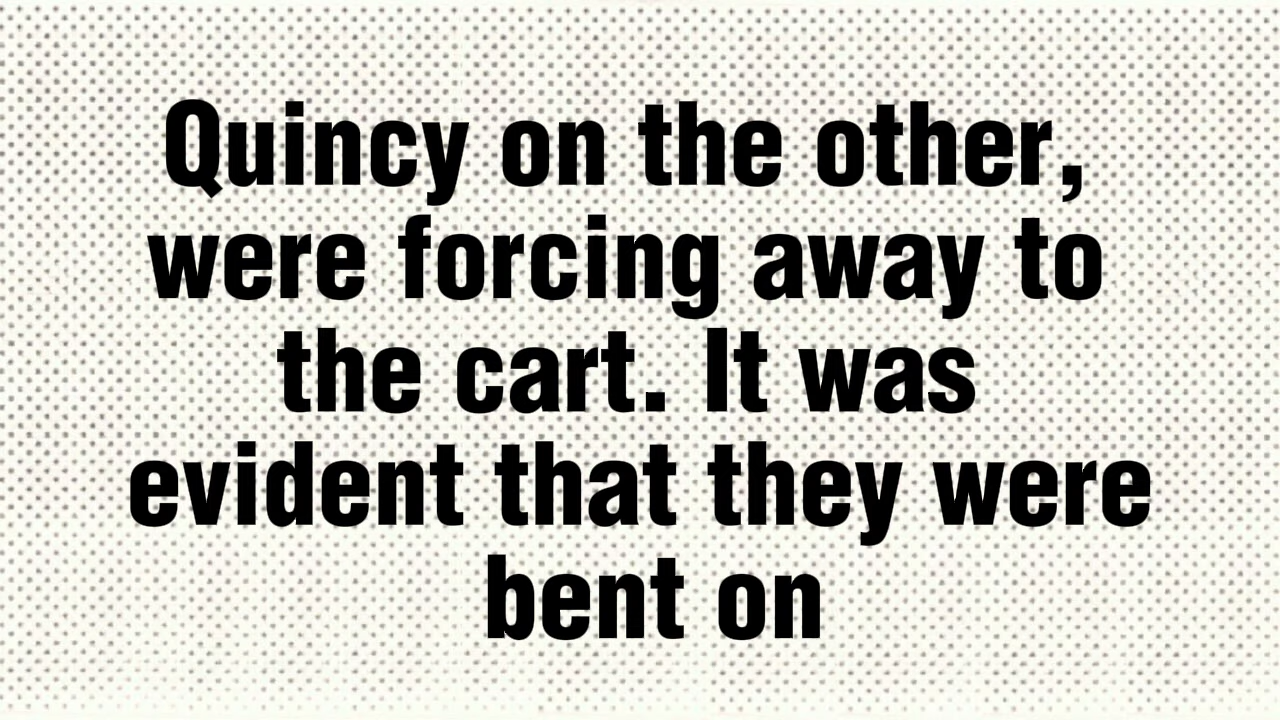 Quincy on the other,
were forcing away to
the cart. It was
evident that they were
bent on